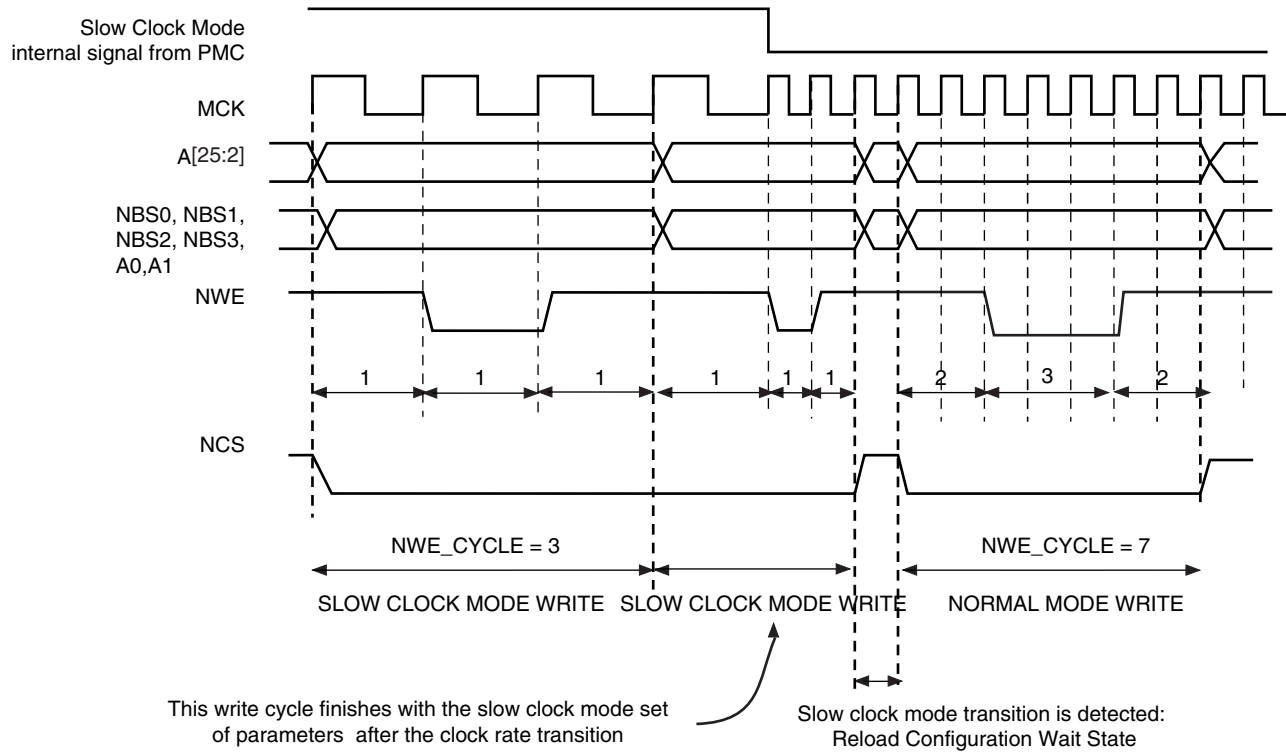 Slow Clock Mode
internal signal from PMC
MCK
A[25:2]
NBS0, NBS1,
NBS2, NBS3,
A0,A1
NWE
1 1 1 1 1 1 2 3 2
NCS
NWE_CYCLE = 3 NWE_CYCLE = 7
SLOW CLOCK MODE WRITE SLOW CLOCK MODE WRITE NORMAL MODE WRITE
This write cycle finishes with the slow clock mode set
of parameters after the clock rate transition
Slow clock mode transition is detected:
Reload Configuration Wait State